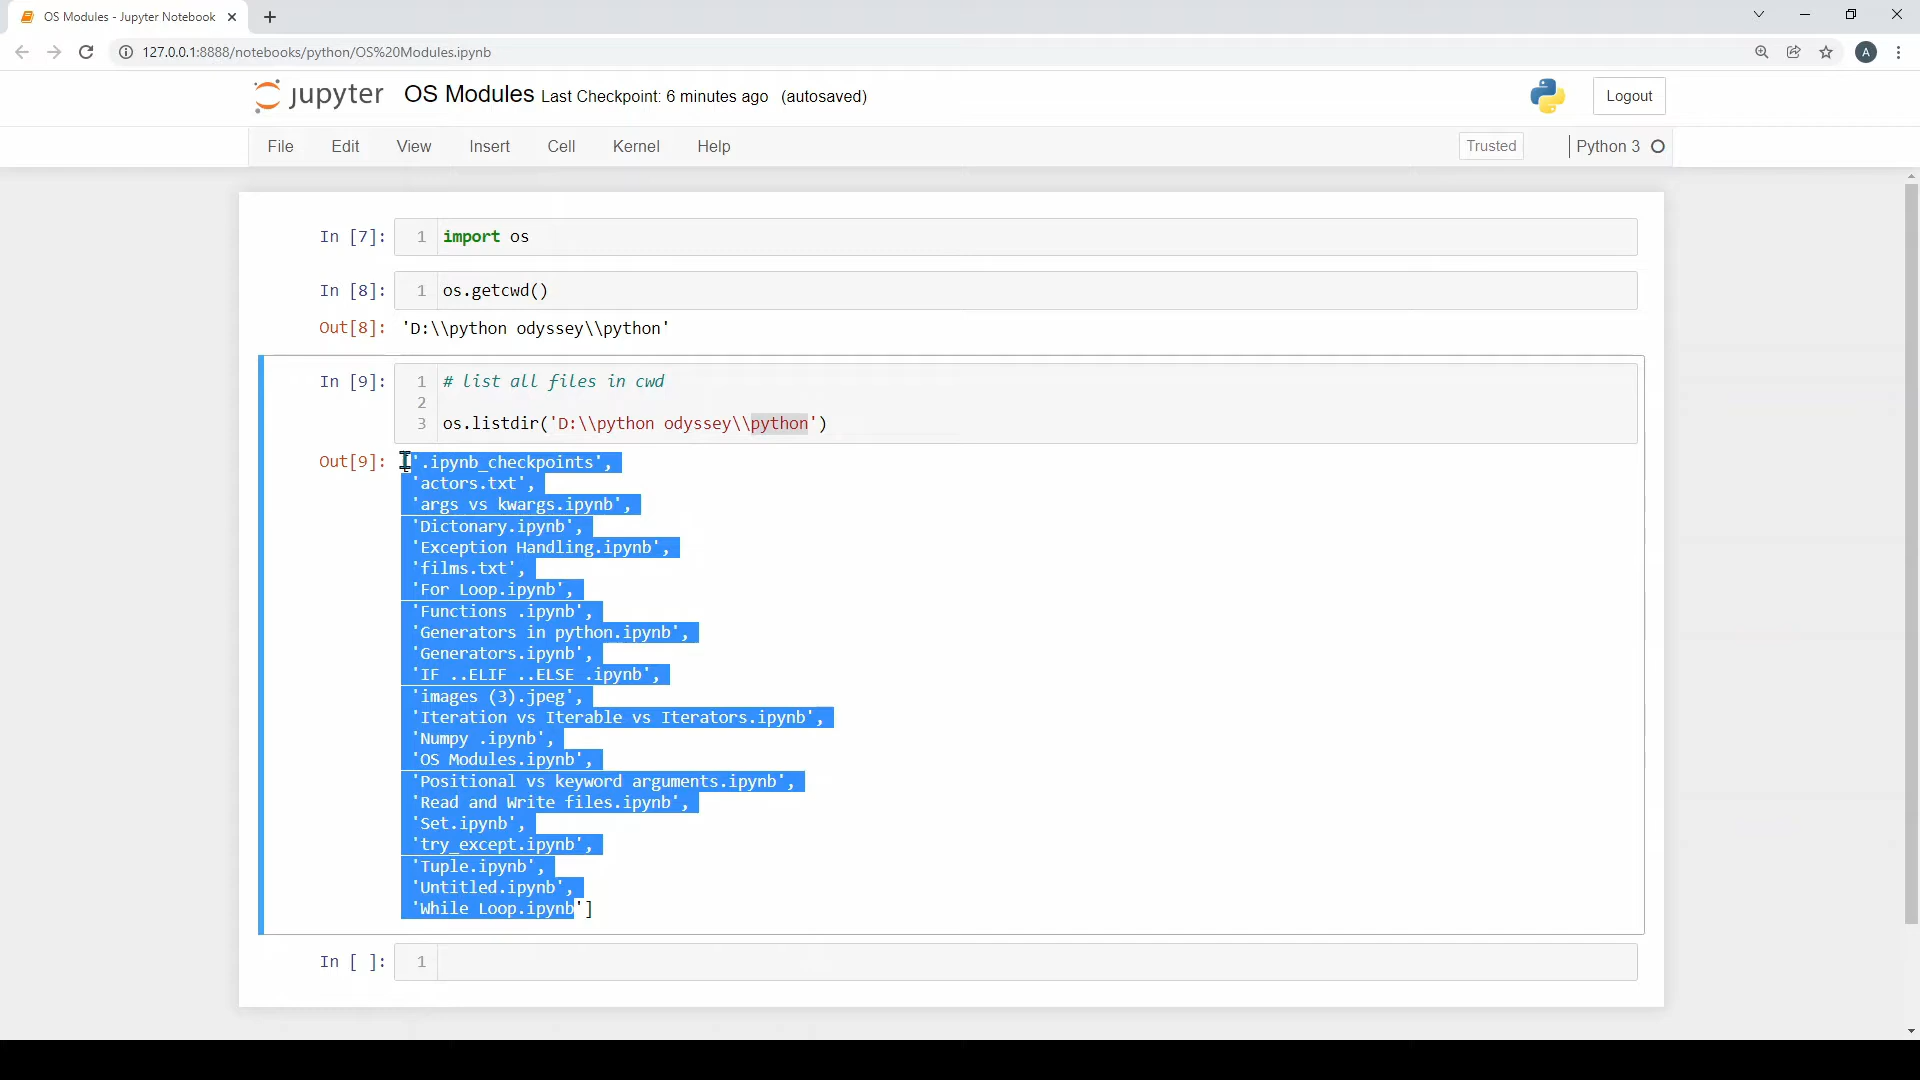 OS Modules - Jupyter Notebook
127.0.0.1:8888/notebooks/python/OS%20Modules.ipynb
A
jupyter OS Modules Last Checkpoint: 6 minutes ago (autosaved)
Logout
File Edit View Insert Cell Kernel Help
Trusted
Python 3
In [7]: 1 import os
In [8]: 1 os.getcwd()
Out[8]: 'D:\\python odyssey\\python'
In [9]: 1 # list all files in cwd
2
3 os.listdir('D:\\python odyssey\\python')
Out[9]: ['.ipynb_checkpoints',
'actors.txt',
'args vs kwargs.ipynb',
'Dictonary.ipynb',
'Exception Handling.ipynb',
'films.txt',
'For Loop.ipynb',
'Functions .ipynb',
'Generators in python.ipynb',
'Generators.ipynb',
'IF ..ELIF ..ELSE .ipynb',
'images (3).jpeg',
'Iteration vs Iterable vs Iterators.ipynb',
'Numpy .ipynb',
'OS Modules.ipynb',
'Positional vs keyword arguments.ipynb',
'Read and Write files.ipynb',
'Set.ipynb',
'try_except.ipynb',
'Tuple.ipynb',
'Untitled.ipynb',
'While Loop.ipynb']
In [ ]: 1